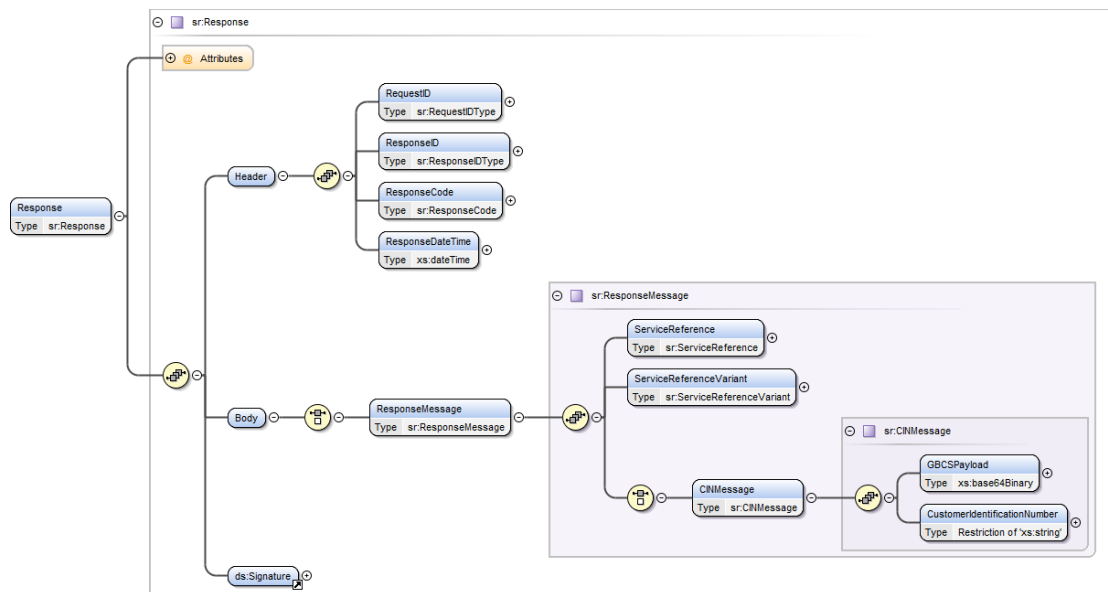 sr:Response
@ Attributes
RequestID
Type sr:RequestIDType
ResponseID
Type sr:ResponseIDType
Header
ResponseCode
Type sr:ResponseCode
Response
Type sr:Response
ResponseDateTime
Type xs:dateTime
sr:ResponseMessage
ServiceReference
Type sr:ServiceReference
ServiceReferenceVariant
Type sr:ServiceReferenceVariant
Body
ResponseMessage
Type sr:ResponseMessage
sr:CINMessage
GBCSPayload
Type xs:base64Binary
CINMessage
Type sr:CINMessage
CustomerIdentificationNumber
Type Restriction of 'xs:string'
ds:Signature